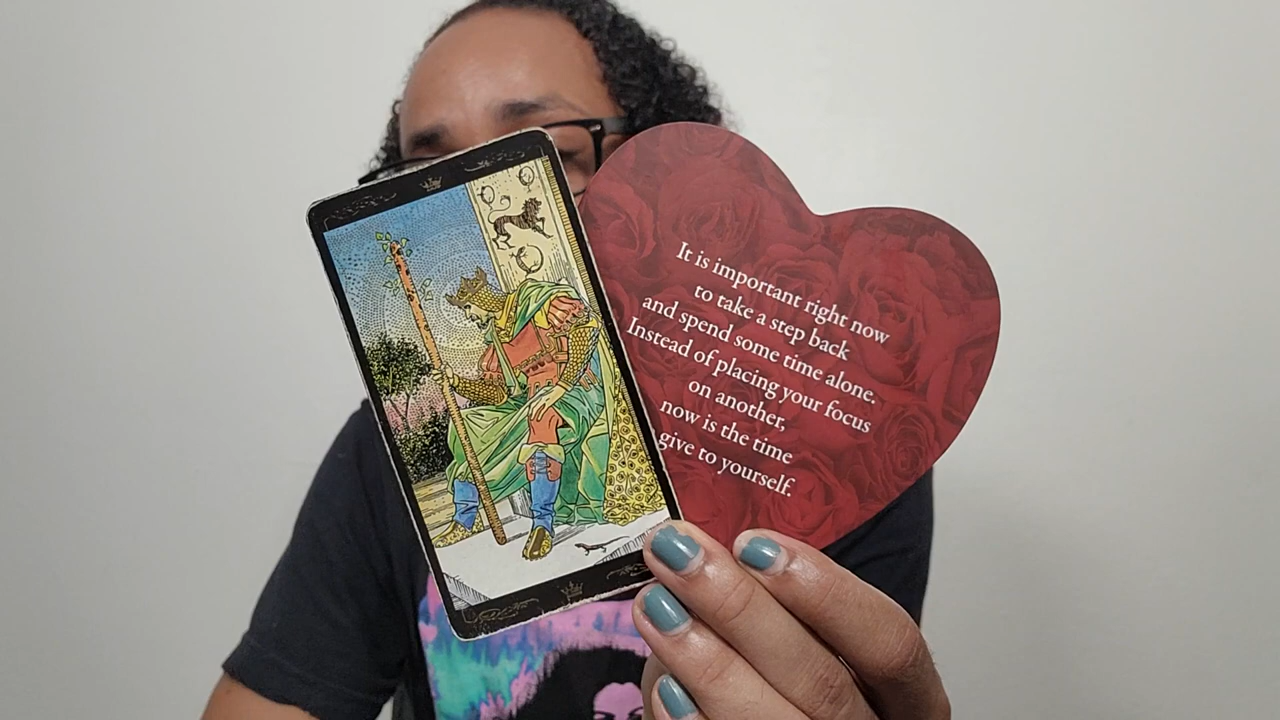 It is important right now
to take a step back
and spend some time alone.
Instead of placing your focus
on another,
now is the time
give to yourself.